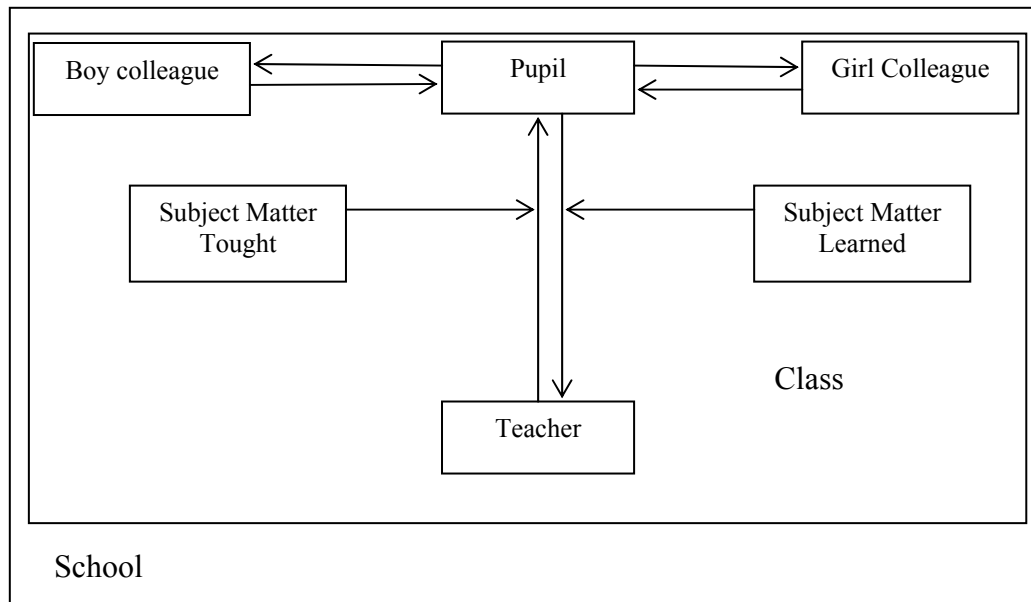 Boy colleague
Pupil
Girl Colleague
Subject Matter
Tought
Subject Matter
Learned
Class
Teacher
School